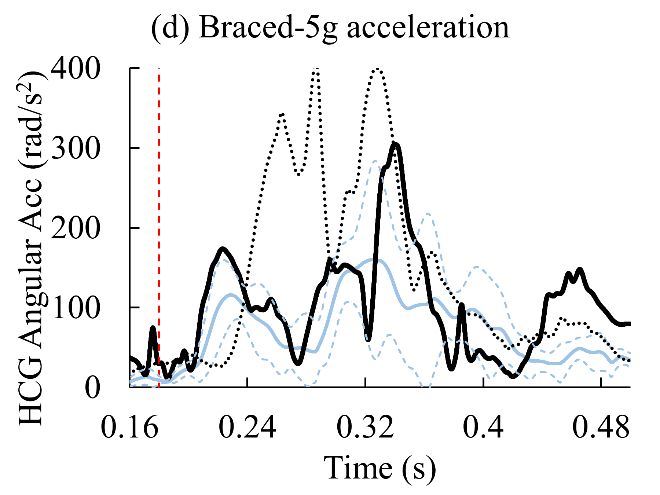 (d) Braced-5g acceleration
HCG Angular Acc (rad/s²)
400
300
200
100
0
0.16 0.24 0.32 0.4 0.48
Time (s)